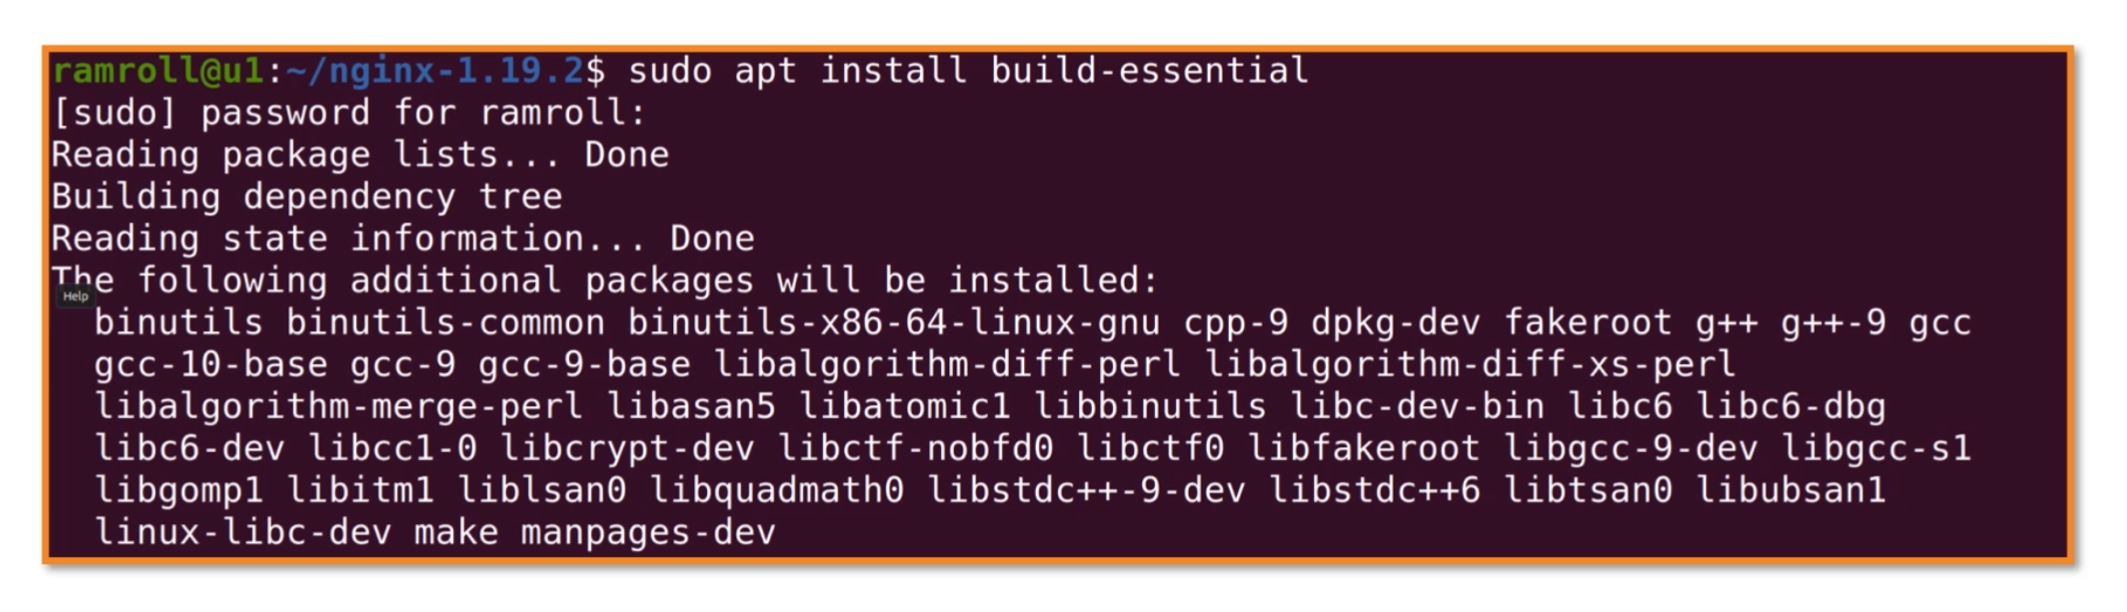 ramroll@u1:~/nginx-1.19.2$ sudo apt install build-essential
[sudo] password for ramroll:
Reading package lists... Done
Building dependency tree
Reading state information... Done
The following additional packages will be installed:
Help
binutils binutils-common binutils-x86-64-linux-gnu cpp-9 dpkg-dev fakeroot g++ g++-9 gcc
gcc-10-base gcc-9 gcc-9-base libalgorithm-diff-perl libalgorithm-diff-xs-perl
libalgorithm-merge-perl libasan5 libatomic1 libbinutils libc-dev-bin libc6 libc6-dbg
libc6-dev libcc1-0 libcrypt-dev libctf-nobfd0 libctf0 libfakeroot libgcc-9-dev libgcc-s1
libgomp1 libitm1 liblsan0 libquadmath0 libstdc++-9-dev libstdc++6 libtsan0 libubsan1
linux-libc-dev make manpages-dev